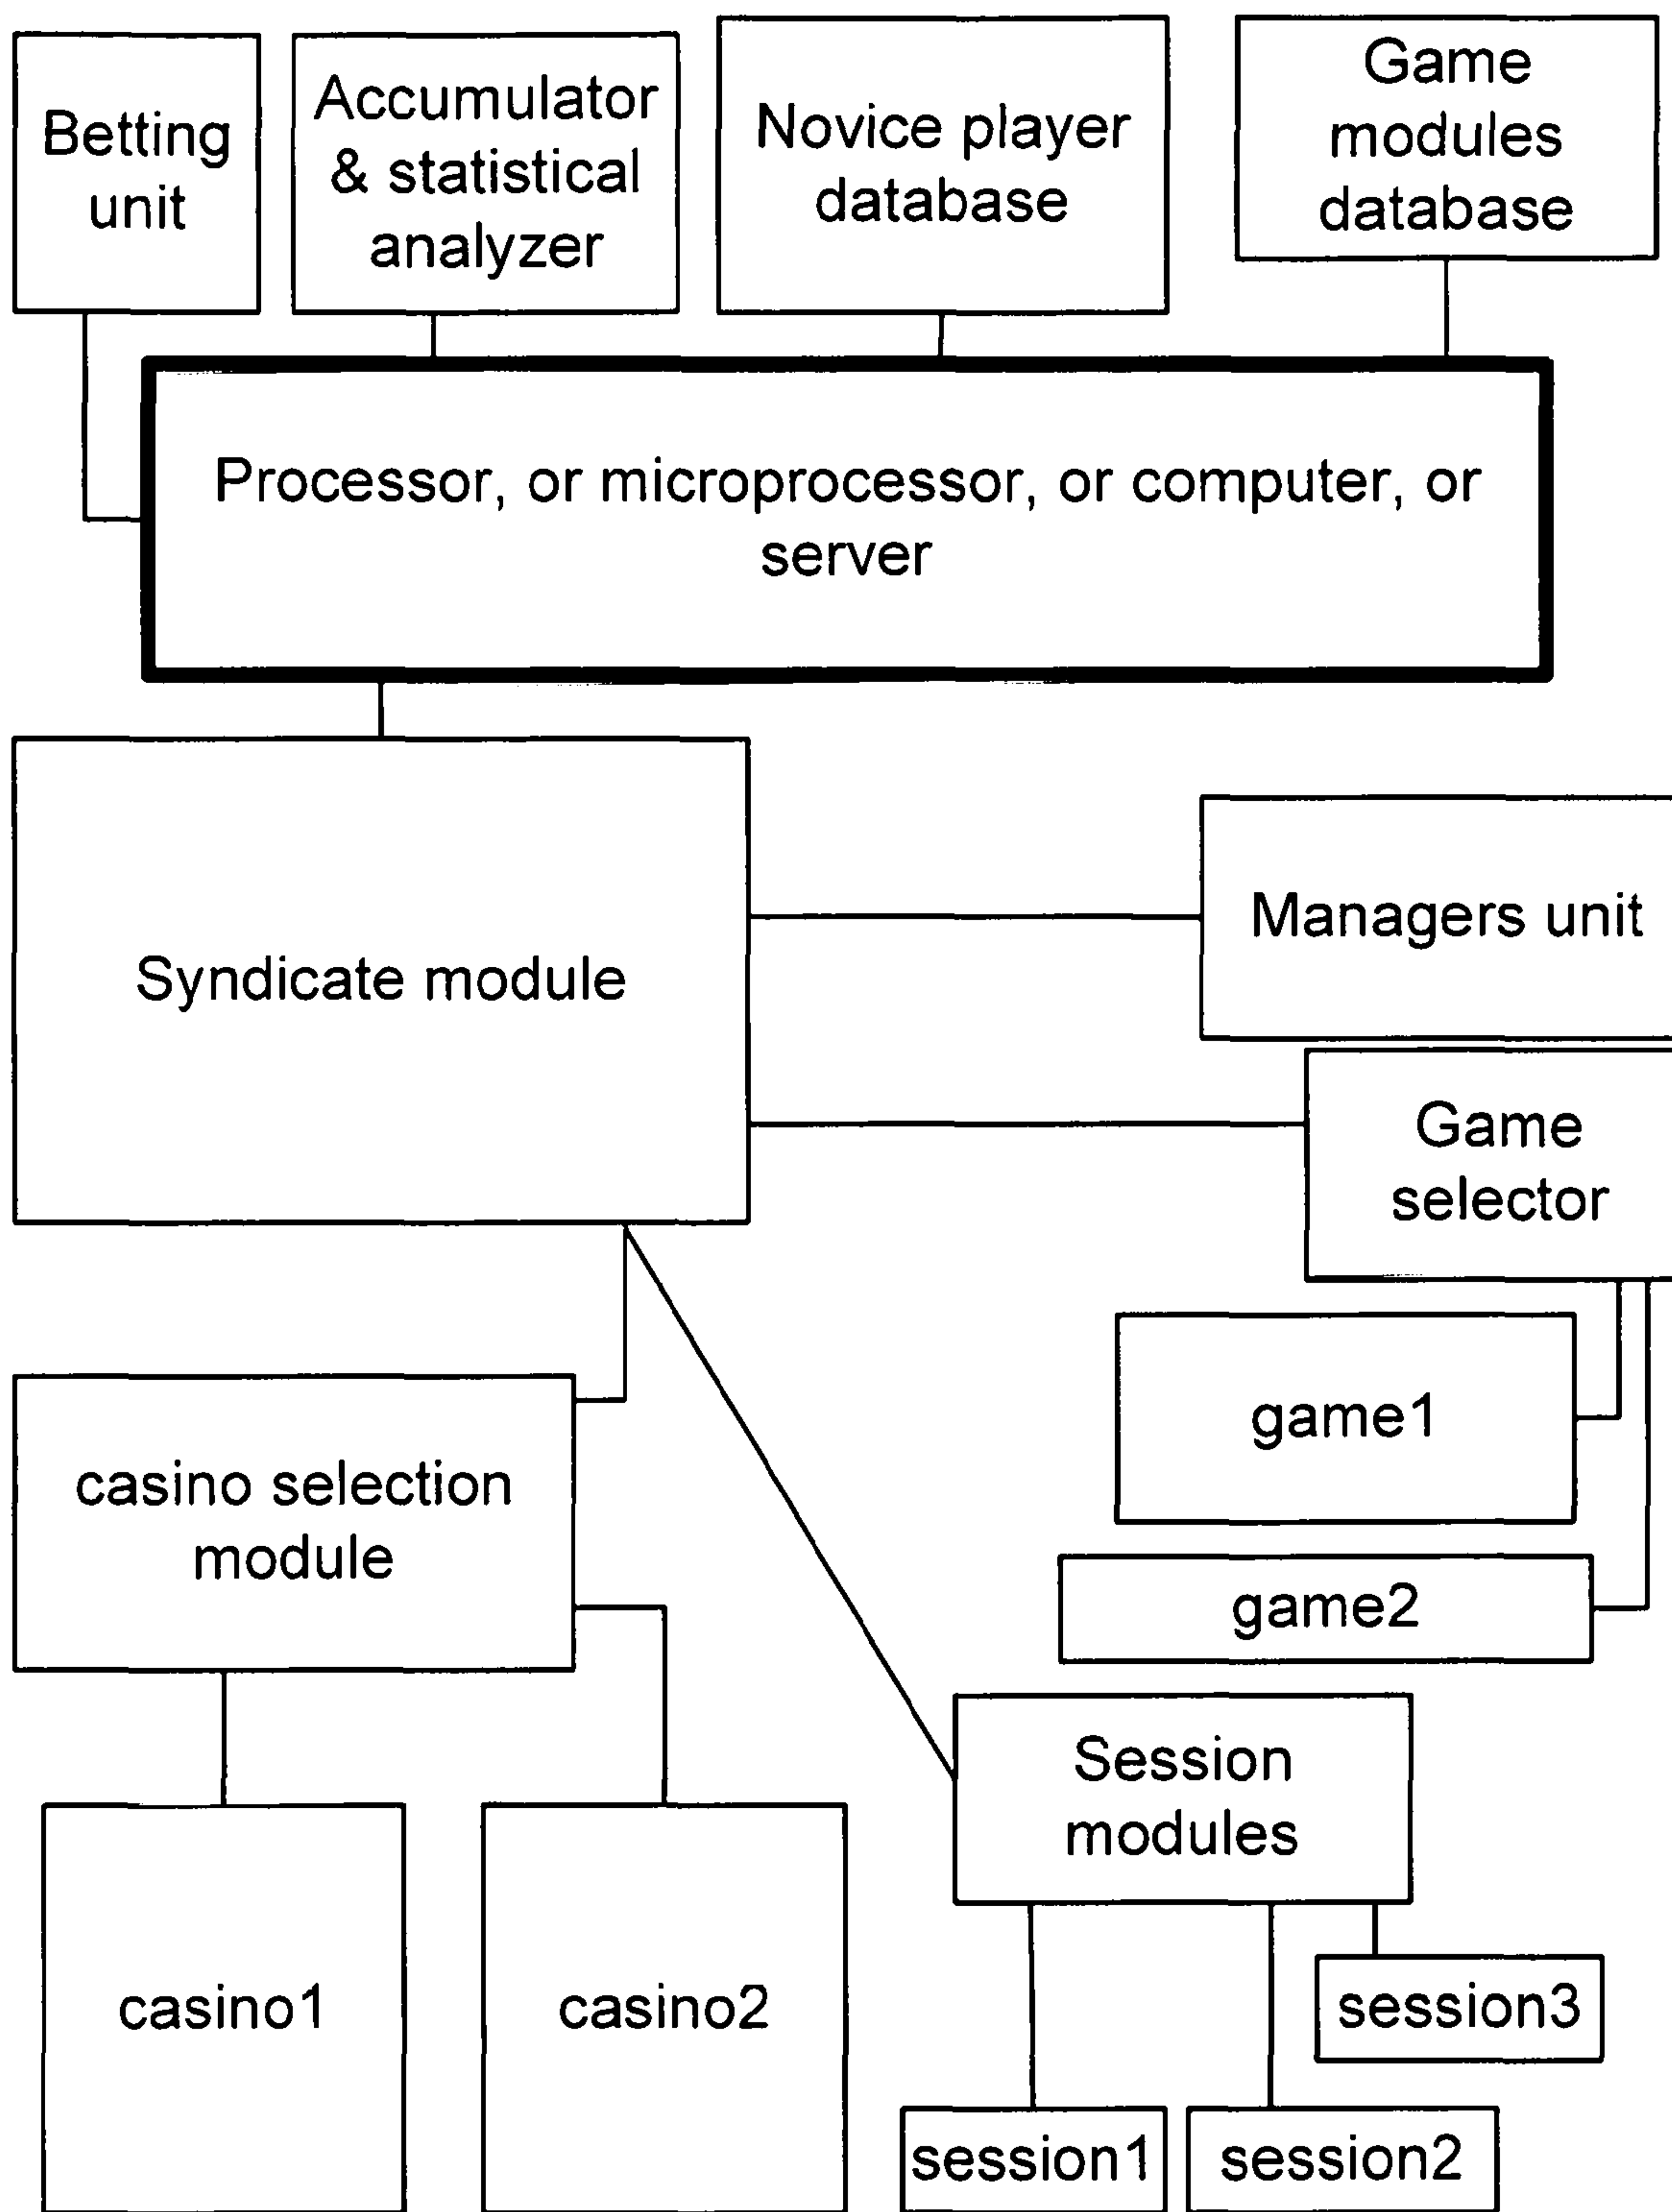 Betting
unit
Accumulator
& statistical
analyzer
Novice player
database
Game
modules
database
Processor, or microprocessor, or computer, or
server
Syndicate module
Managers unit
Game
selector
game1
casino selection
module
game2
Session
modules
casino1
casino2
session3
session1
session2